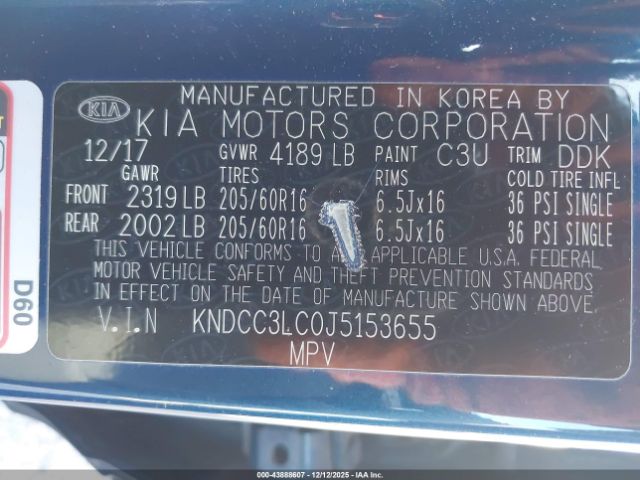 MANUFACTURED IN KOREA BY
KIA KIA MOTORS CORPORATION
12/17 GVWR 4189 LB PAINT C3U TRIM DDK
GAWR TIRES RIMS COLD TIRE INFL
FRONT 2319 LB 205/60R16 6.5Jx16 36 PSI SINGLE
REAR 2002 LB 205/60R16 6.5Jx16 36 PSI SINGLE
THIS VEHICLE CONFORMS TO ALL APPLICABLE U.S.A. FEDERAL
MOTOR VEHICLE SAFETY AND THEFT PREVENTION STANDARDS
IN EFFECT ON THE DATE OF MANUFACTURE SHOWN ABOVE.
V.I.N KNDCC3LC0J5153655
MPV
D60
000-43888607 - 12/12/2025 - IAAI.COM